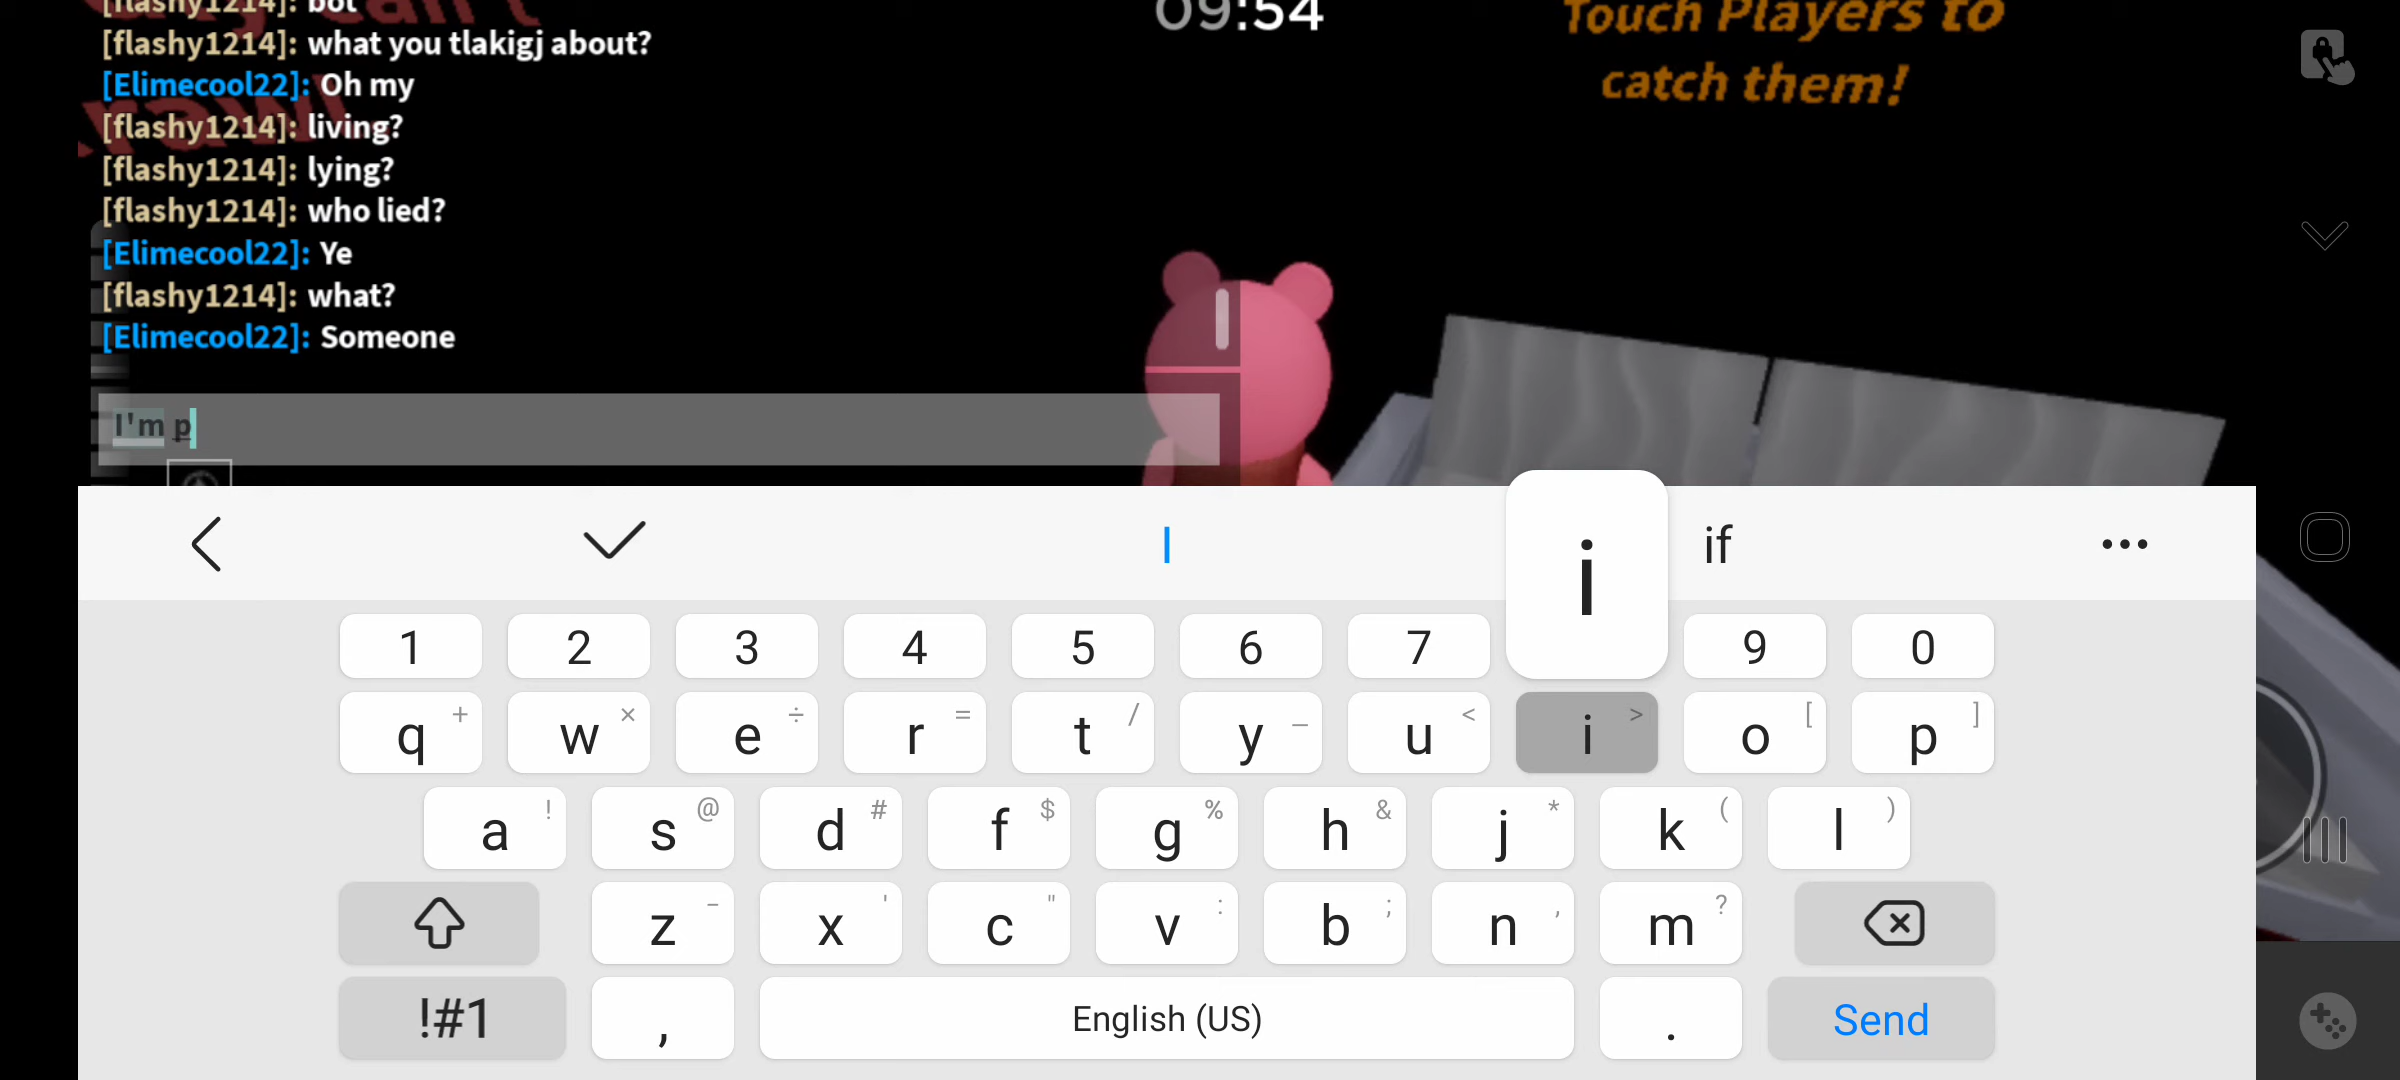 [flashy1214]: bot
[flashy1214]: what you tlakigj about?
[Elimecool22]: Oh my
[flashy1214]: living?
[flashy1214]: lying?
[flashy1214]: who lied?
[Elimecool22]: Ye
[flashy1214]: what?
[Elimecool22]: Someone
09:54
Touch Players to
catch them!
I'm p
I
i
if
1 2 3 4 5 6 7 9 0
q + w × e ÷ r = t / y _ u < i > o [ p ]
a ! s @ d # f $ g % h & j * k ( l )
z - x ' c " v : b ; n , m ?
!#1 , English (US) . Send